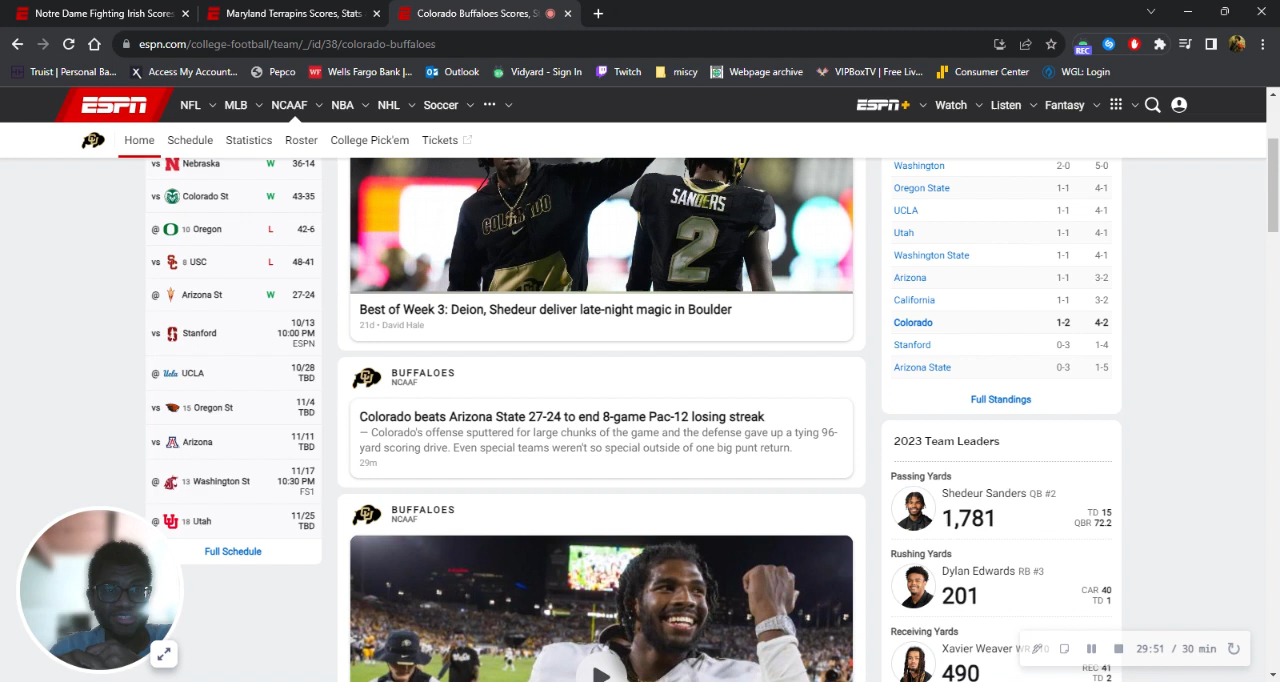 Notre Dame Fighting Irish Scores
Maryland Terrapins Scores, Stats
Colorado Buffaloes Scores, S
espn.com/college-football/team/_/id/38/colorado-buffaloes
REC
Truist | Personal Ba...
Access My Account...
Pepco
WF
Wells Fargo Bank |...
Outlook
Vidyard - Sign In
Twitch
miscy
Webpage archive
VIPBoxTV | Free Liv...
Consumer Center
WGL: Login
ESPN
NFL
MLB
NCAAF
NBA
NHL
Soccer
ESPN+
Watch
Listen
Fantasy
Home
Schedule
Statistics
Roster
College Pick'em
Tickets
vs Nebraska W 36-14
vs Colorado St W 43-35
@ 10 Oregon L 42-6
vs 8 USC L 48-41
@ Arizona St W 27-24
vs Stanford 10/13
10:00 PM
ESPN
@ UCLA 10/28
TBD
vs 15 Oregon St 11/4
TBD
vs Arizona 11/11
TBD
@ 13 Washington St 11/17
10:30 PM
FS1
@ 18 Utah 11/25
TBD
Full Schedule
COLORADO
SANDERS
2
Best of Week 3: Deion, Shedeur deliver late-night magic in Boulder
21d • David Hale
BUFFALOES
NCAAF
Colorado beats Arizona State 27-24 to end 8-game Pac-12 losing streak
— Colorado's offense sputtered for large chunks of the game and the defense gave up a tying 96-
yard scoring drive. Even special teams weren't so special outside of one big punt return.
29m
BUFFALOES
NCAAF
Washington 2-0 5-0
Oregon State 1-1 4-1
UCLA 1-1 4-1
Utah 1-1 4-1
Washington State 1-1 4-1
Arizona 1-1 3-2
California 1-1 3-2
Colorado 1-2 4-2
Stanford 0-3 1-4
Arizona State 0-3 1-5
Full Standings
2023 Team Leaders
Passing Yards
Shedeur Sanders QB #2
1,781
TD 15
QBR 72.2
Rushing Yards
Dylan Edwards RB #3
201
CAR 40
TD 1
Receiving Yards
Xavier Weaver WR
490
REC 41
TD 2
29:51 / 30 min